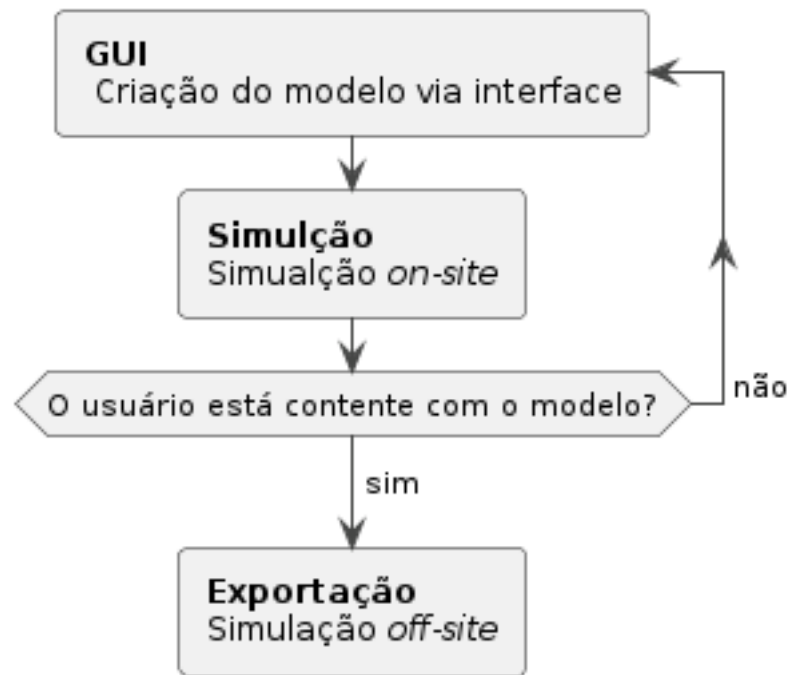 GUI
Criação do modelo via interface
Simulção
Simualção on-site
O usuário está contente com o modelo?
não
sim
Exportação
Simulação off-site